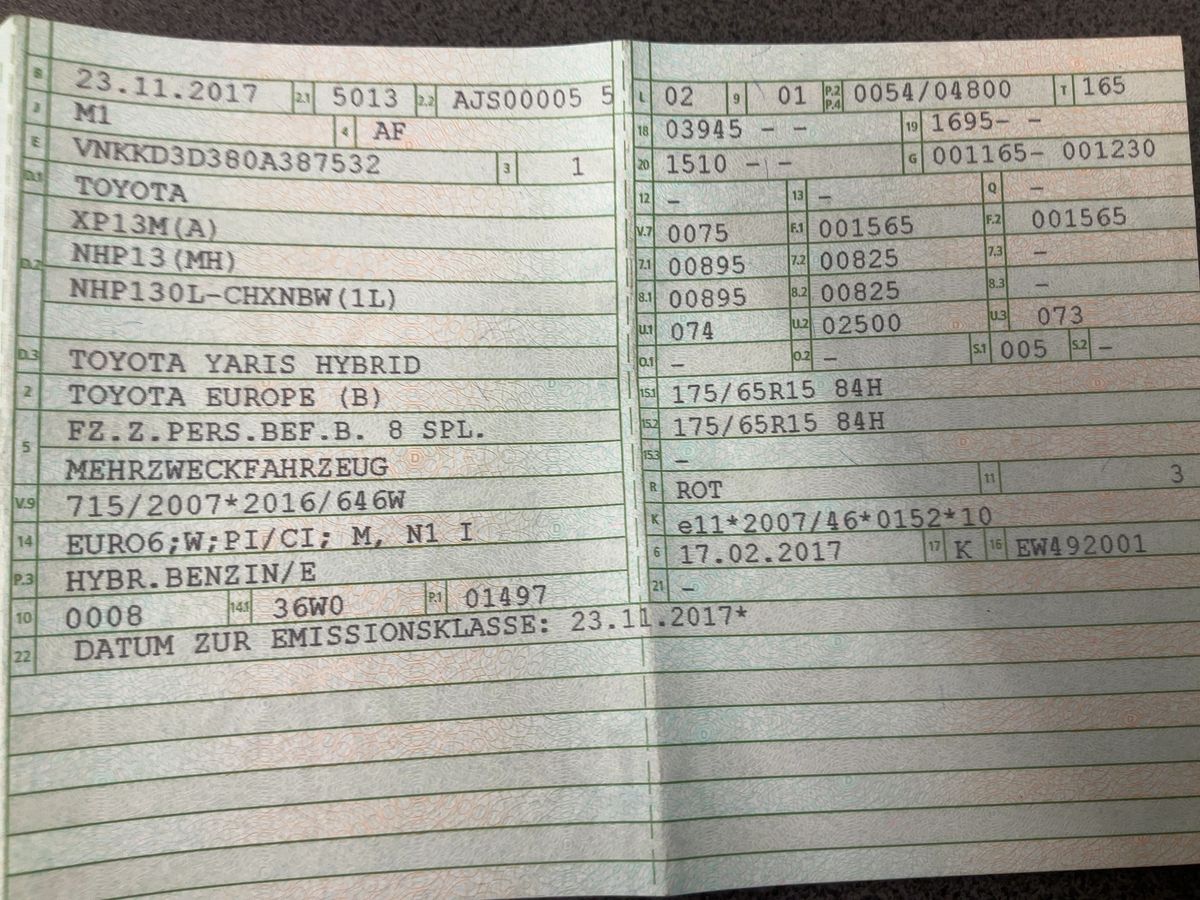 B 23.11.2017 2.1 5013 2.2 AJS00005 5
J M1 4 AF
E VNKKD3D380A387532 3 1
D.1 TOYOTA
XP13M(A)
D.2 NHP13(MH)
NHP130L-CHXNBW(1L)
D.3 TOYOTA YARIS HYBRID
2 TOYOTA EUROPE (B)
5 FZ.Z.PERS.BEF.B. 8 SPL.
MEHRZWECKFAHRZEUG
V.9 715/2007*2016/646W
14 EURO6;W;PI/CI; M, N1 I
P.3 HYBR.BENZIN/E
10 0008 14.1 36W0 P.1 01497
22 DATUM ZUR EMISSIONSKLASSE: 23.11.2017*
L 02 9 01 P.2 P.4 0054/04800 T 165
18 03945 - - 19 1695- -
20 1510 - - G 001165- 001230
12 - 13 - Q -
V.7 0075 F.1 001565 F.2 001565
7.1 00895 7.2 00825 7.3 -
8.1 00895 8.2 00825 8.3 -
U.1 074 U.2 02500 U.3 073
O.1 - O.2 - S.1 005 S.2 -
15.1 175/65R15 84H
15.2 175/65R15 84H
15.3 -
R ROT 11 3
K e11*2007/46*0152*10
6 17.02.2017 17 K 16 EW492001
21 -